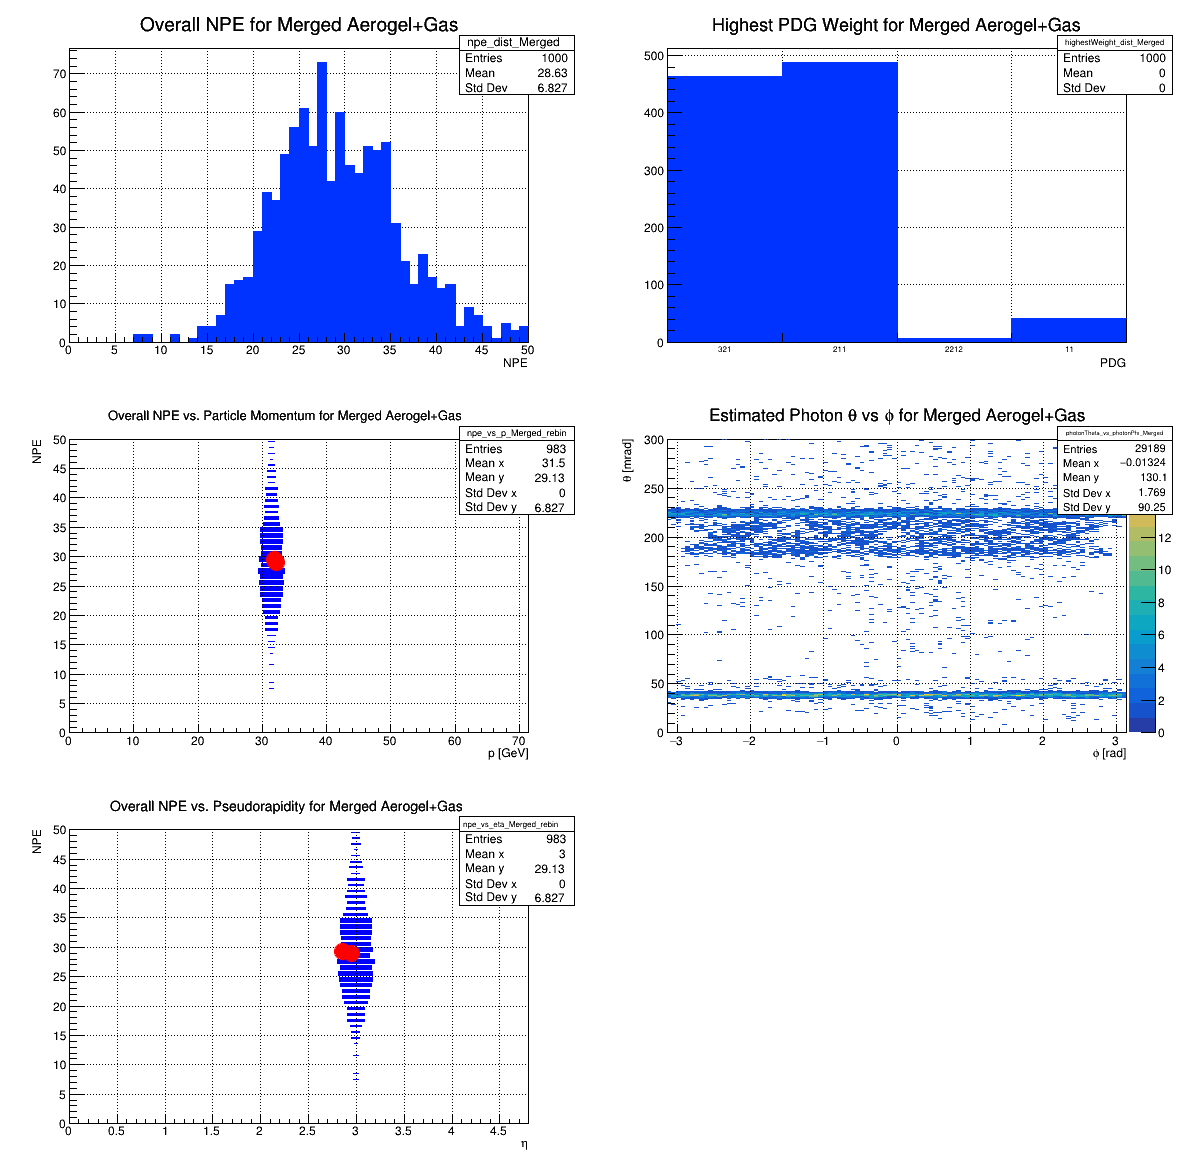 Overall NPE for Merged Aerogel+Gas
npe_dist_Merged
Entries 1000
Mean 28.63
Std Dev 6.827
70
60
50
40
30
20
10
0
0 5 10 15 20 25 30 35 40 45 50
NPE
Highest PDG Weight for Merged Aerogel+Gas
highestWeight_dist_Merged
Entries 1000
Mean 0
Std Dev 0
500
400
300
200
100
0
321 211 2212 11
PDG
Overall NPE vs. Particle Momentum for Merged Aerogel+Gas
npe_vs_p_Merged_rebin
Entries 983
Mean x 31.5
Mean y 29.13
Std Dev x 0
Std Dev y 6.827
NPE
50
45
40
35
30
25
20
15
10
5
0
0 10 20 30 40 50 60 70
p [GeV]
Estimated Photon θ vs ϕ for Merged Aerogel+Gas
photonTheta_vs_photonPhi_Merged
Entries 29189
Mean x −0.01324
Mean y 130.1
Std Dev x 1.769
Std Dev y 90.25
θ [mrad]
300
250
200
150
100
50
0
−3 −2 −1 0 1 2 3
ϕ [rad]
12
10
8
6
4
2
0
Overall NPE vs. Pseudorapidity for Merged Aerogel+Gas
npe_vs_eta_Merged_rebin
Entries 983
Mean x 3
Mean y 29.13
Std Dev x 0
Std Dev y 6.827
NPE
50
45
40
35
30
25
20
15
10
5
0
0 0.5 1 1.5 2 2.5 3 3.5 4 4.5
η